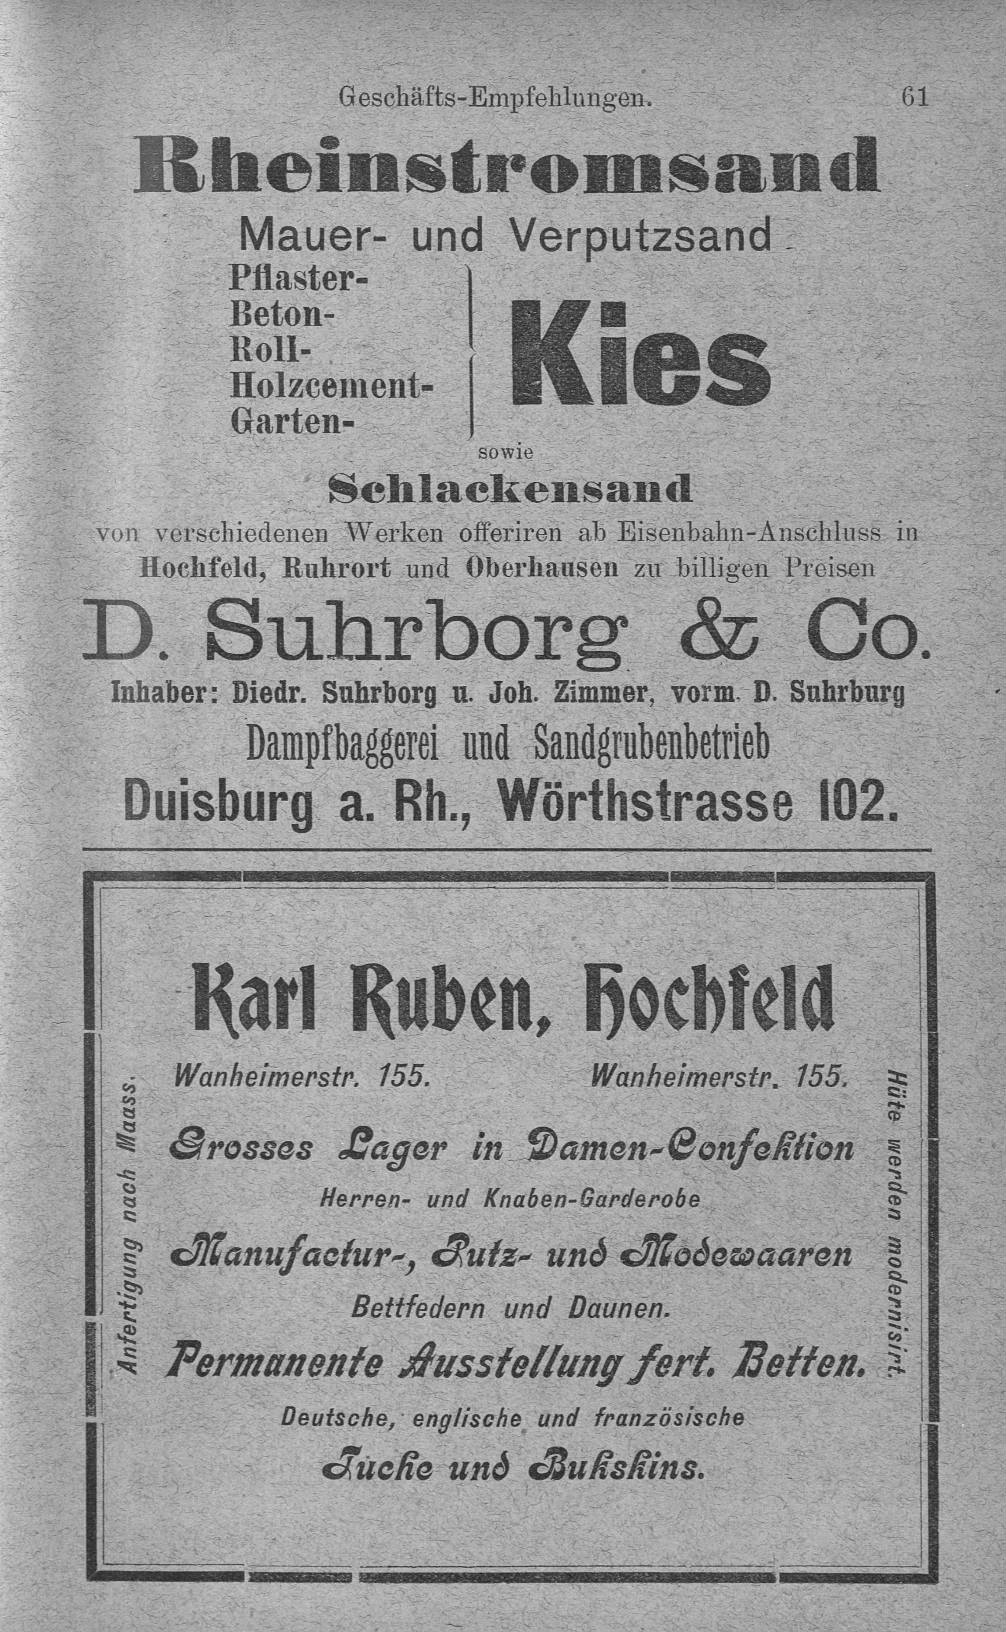 Geschäfts-Empfehlungen. 61
Rheinstromsand
Mauer- und Verputzsand
Pflaster-
Beton-
Roll-
Holzcement-
Garten-
Kies
sowie
Schlackensand
von verschiedenen Werken offeriren ab Eisenbahn-Anschluss in
Hochfeld, Ruhrort und Oberhausen zu billigen Preisen
D. Suhrborg & Co.
Inhaber: Diedr. Suhrborg u. Joh. Zimmer, vorm. D. Suhrburg
Dampfbaggerei und Sandgrubenbetrieb
Duisburg a. Rh., Wörthstrasse 102.
Karl Ruben, Hochfeld
Wanheimerstr. 155. Wanheimerstr. 155.
Anfertigung nach Maass.
Grosses Lager in Damen-Confektion
Herren- und Knaben-Garderobe
Manufactur-, Putz- und Modewaaren
Bettfedern und Daunen.
Permanente Ausstellung fert. Betten.
Deutsche, englische und französische
Tuche und Bukskins.
Hüte werden modernisirt.